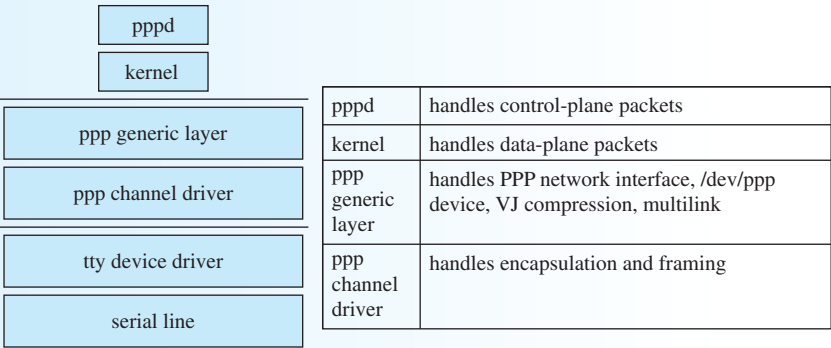 pppd
kernel
ppp generic layer
ppp channel driver
tty device driver
serial line
pppd handles control-plane packets
kernel handles data-plane packets
ppp handles PPP network interface, /dev/ppp
generic device, VJ compression, multilink
layer
ppp handles encapsulation and framing
channel
driver